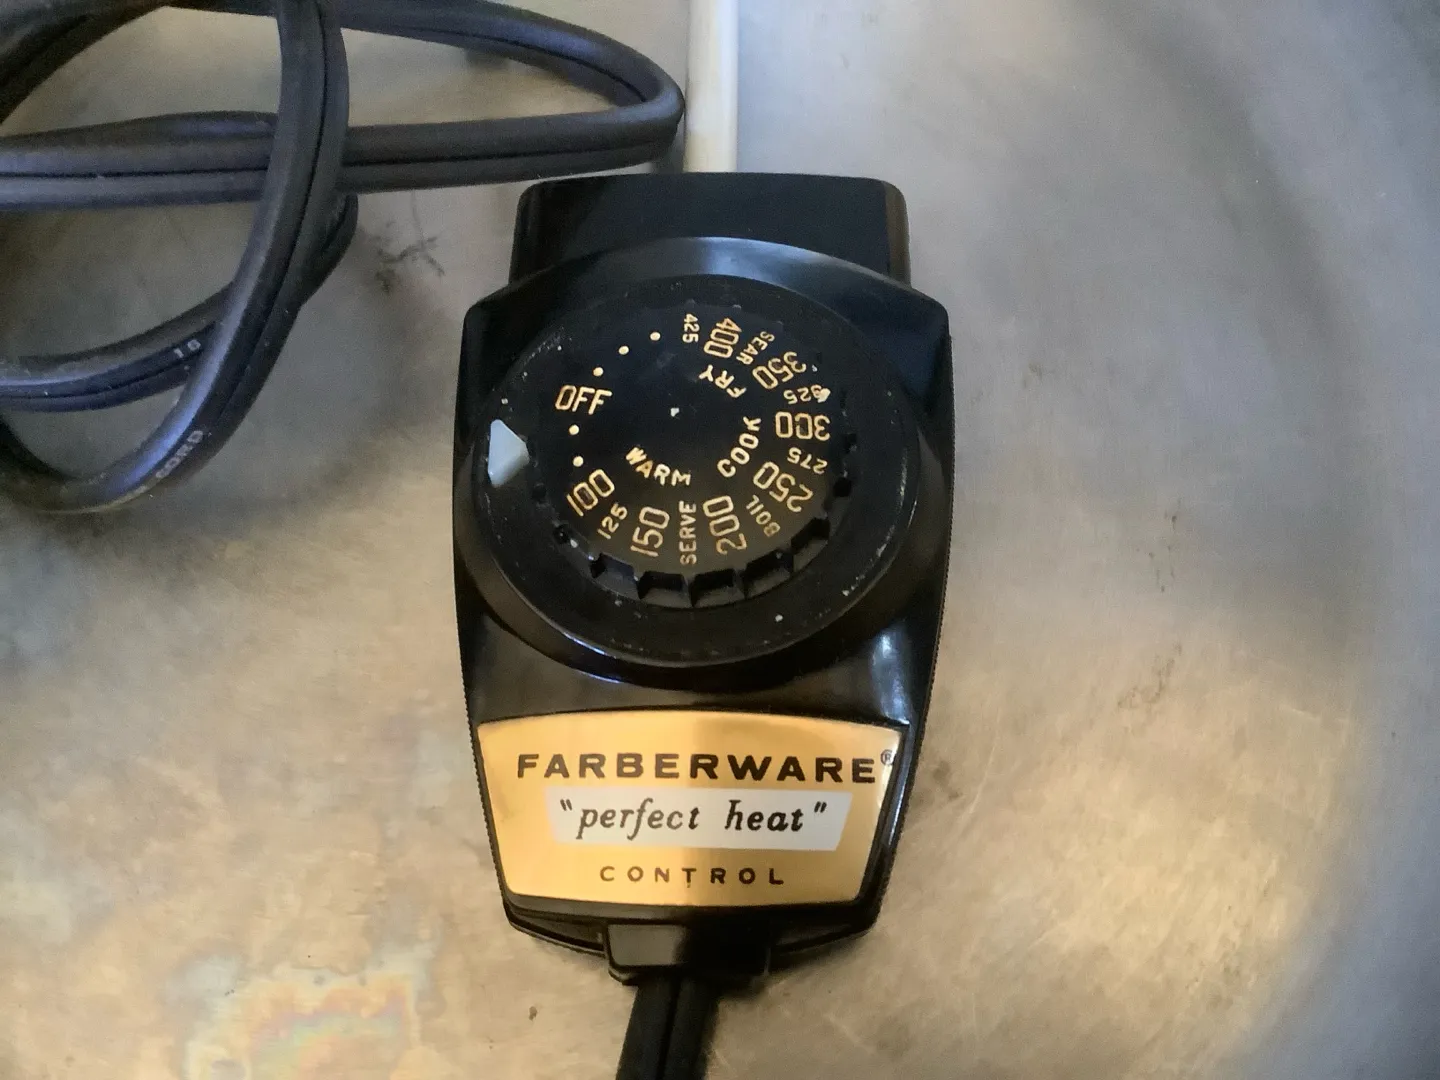 OFF
100
125
150
SERVE
200
BOIL
250
275
300
325
350
SEAR
400
425
WARM
COOK
FRY
FARBERWARE®
"perfect heat"
CONTROL
CORD